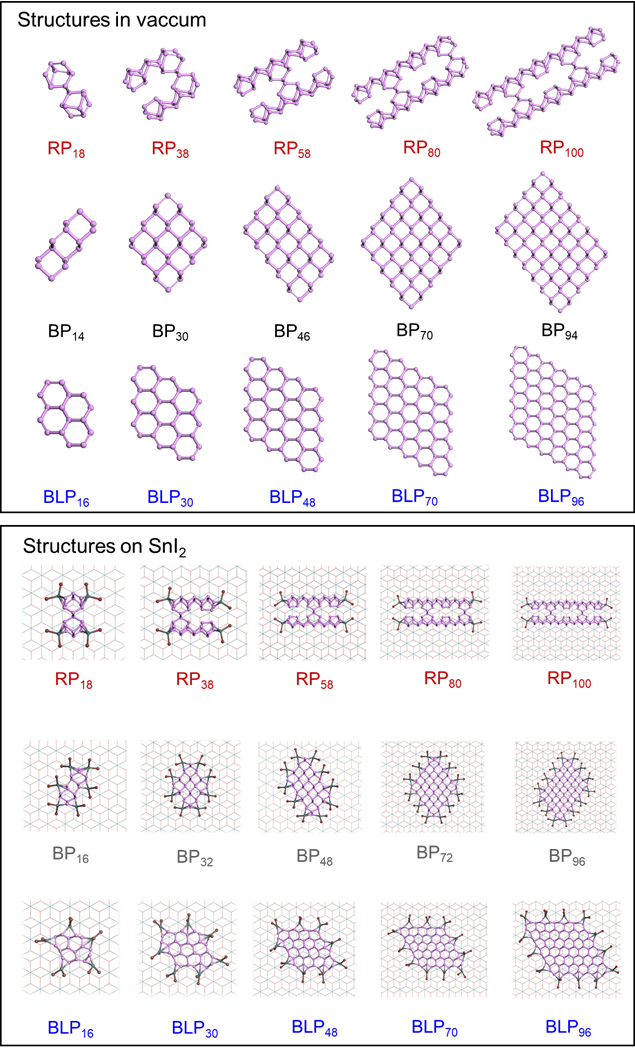 Structures in vaccum
RP18 RP38 RP58 RP80 RP100
BP14 BP30 BP46 BP70 BP94
BLP16 BLP30 BLP48 BLP70 BLP96
Structures on SnI2
RP18 RP38 RP58 RP80 RP100
BP16 BP32 BP48 BP72 BP96
BLP16 BLP30 BLP48 BLP70 BLP96